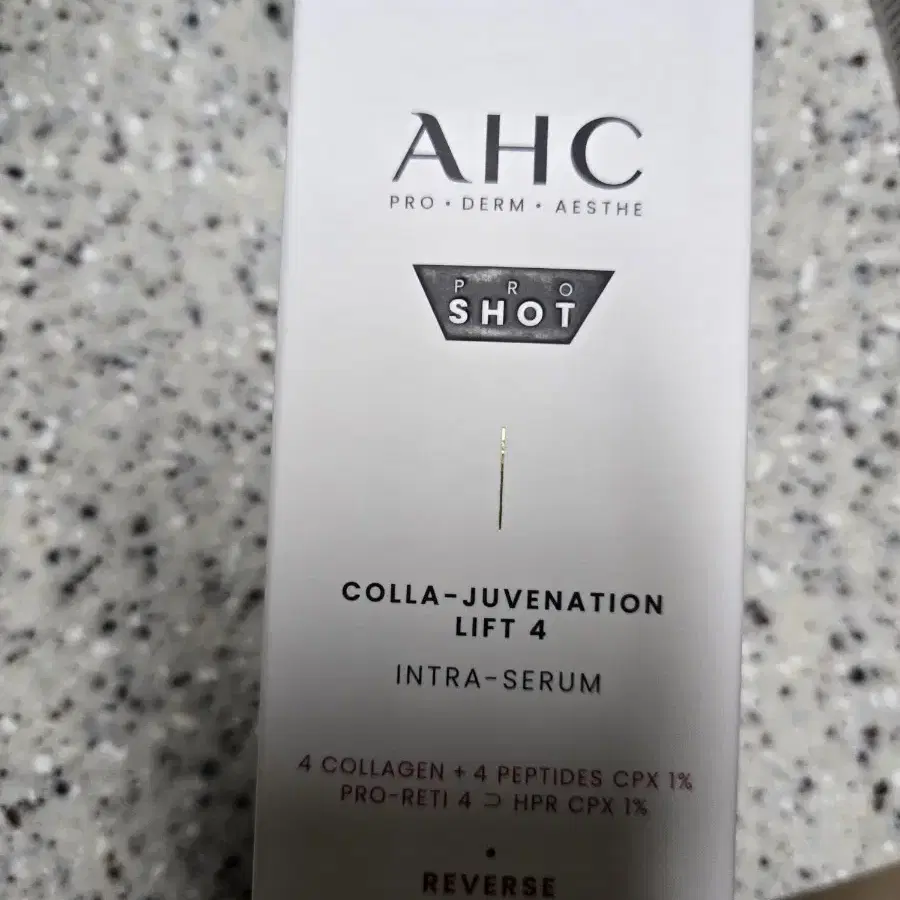 AHC
PRO • DERM • AESTHE
PRO
SHOT
COLLA-JUVENATION
LIFT 4
INTRA-SERUM
4 COLLAGEN + 4 PEPTIDES CPX 1%
PRO-RETI 4 ⊃ HPR CPX 1%
•
REVERSE